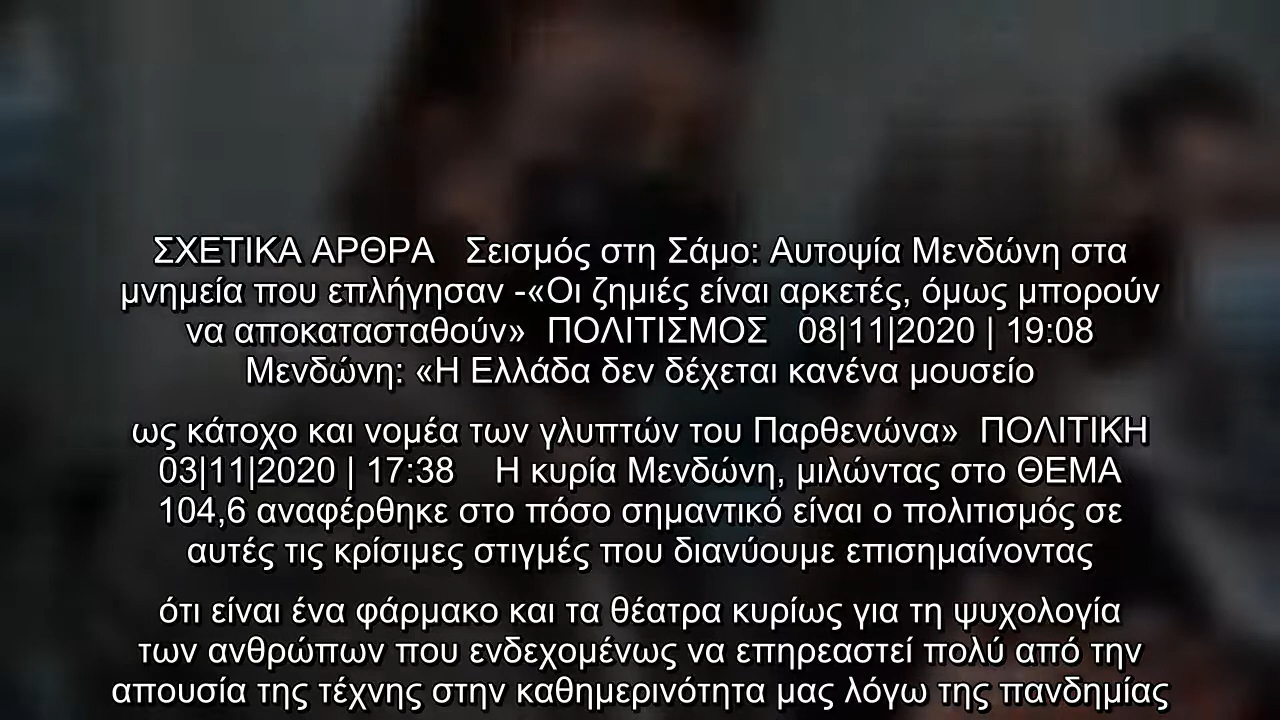 ΣΧΕΤΙΚΑ ΑΡΘΡΑ   Σεισμός στη Σάμο: Αυτοψία Μενδώνη στα
μνημεία που επλήγησαν -«Οι ζημιές είναι αρκετές, όμως μπορούν
να αποκατασταθούν»  ΠΟΛΙΤΙΣΜΟΣ   08|11|2020 | 19:08
Μενδώνη: «Η Ελλάδα δεν δέχεται κανένα μουσείο
ως κάτοχο και νομέα των γλυπτών του Παρθενώνα»  ΠΟΛΙΤΙΚΗ
03|11|2020 | 17:38    Η κυρία Μενδώνη, μιλώντας στο ΘΕΜΑ
104,6 αναφέρθηκε στο πόσο σημαντικό είναι ο πολιτισμός σε
αυτές τις κρίσιμες στιγμές που διανύουμε επισημαίνοντας
ότι είναι ένα φάρμακο και τα θέατρα κυρίως για τη ψυχολογία
των ανθρώπων που ενδεχομένως να επηρεαστεί πολύ από την
απουσία της τέχνης στην καθημερινότητα μας λόγω της πανδημίας